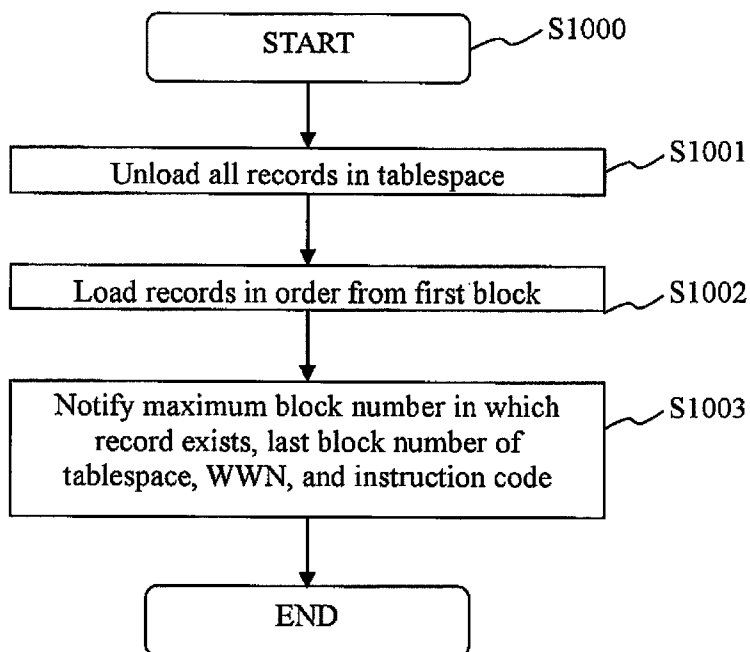 START
S1000
Unload all records in tablespace
S1001
Load records in order from first block
S1002
Notify maximum block number in which
record exists, last block number of
tablespace, WWN, and instruction code
S1003
END